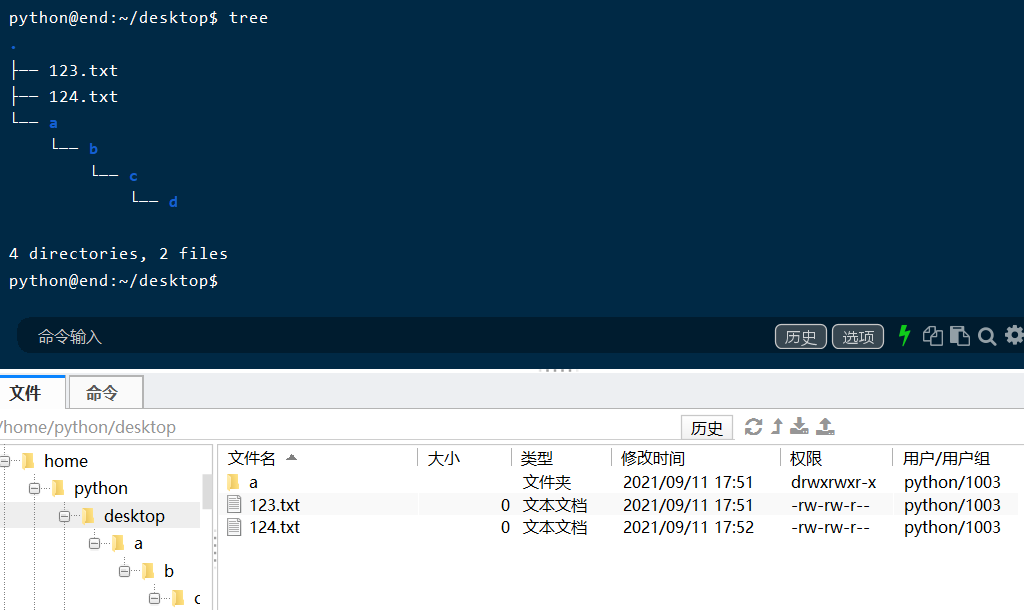 python@end:~/desktop$ tree
.
├── 123.txt
├── 124.txt
└── a
    └── b
        └── c
            └── d
4 directories, 2 files
python@end:~/desktop$
命令输入 历史 选项
文件 命令
/home/python/desktop 历史
home
python
desktop
a
b
c
文件名 大小 类型 修改时间 权限 用户/用户组
a 文件夹 2021/09/11 17:51 drwxrwxr-x python/1003
123.txt 0 文本文档 2021/09/11 17:51 -rw-rw-r-- python/1003
124.txt 0 文本文档 2021/09/11 17:52 -rw-rw-r-- python/1003